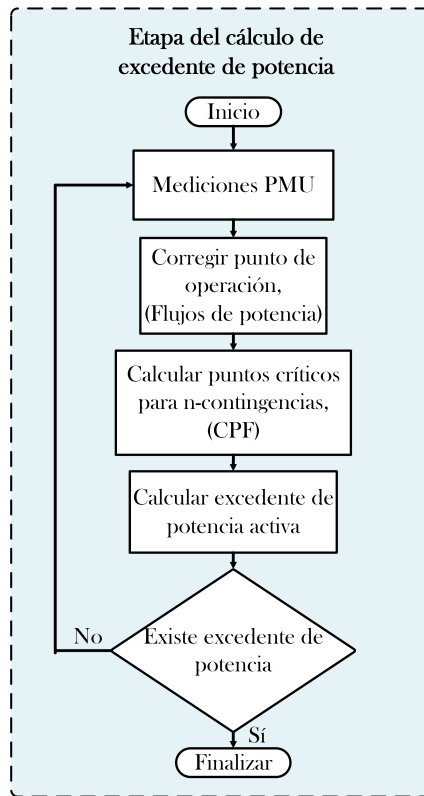 Etapa del cálculo de
excedente de potencia
Inicio
Mediciones PMU
Corregir punto de
operación,
(Flujos de potencia)
Calcular puntos críticos
para n-contingencias,
(CPF)
Calcular excedente de
potencia activa
No
Existe excedente de
potencia
Sí
Finalizar